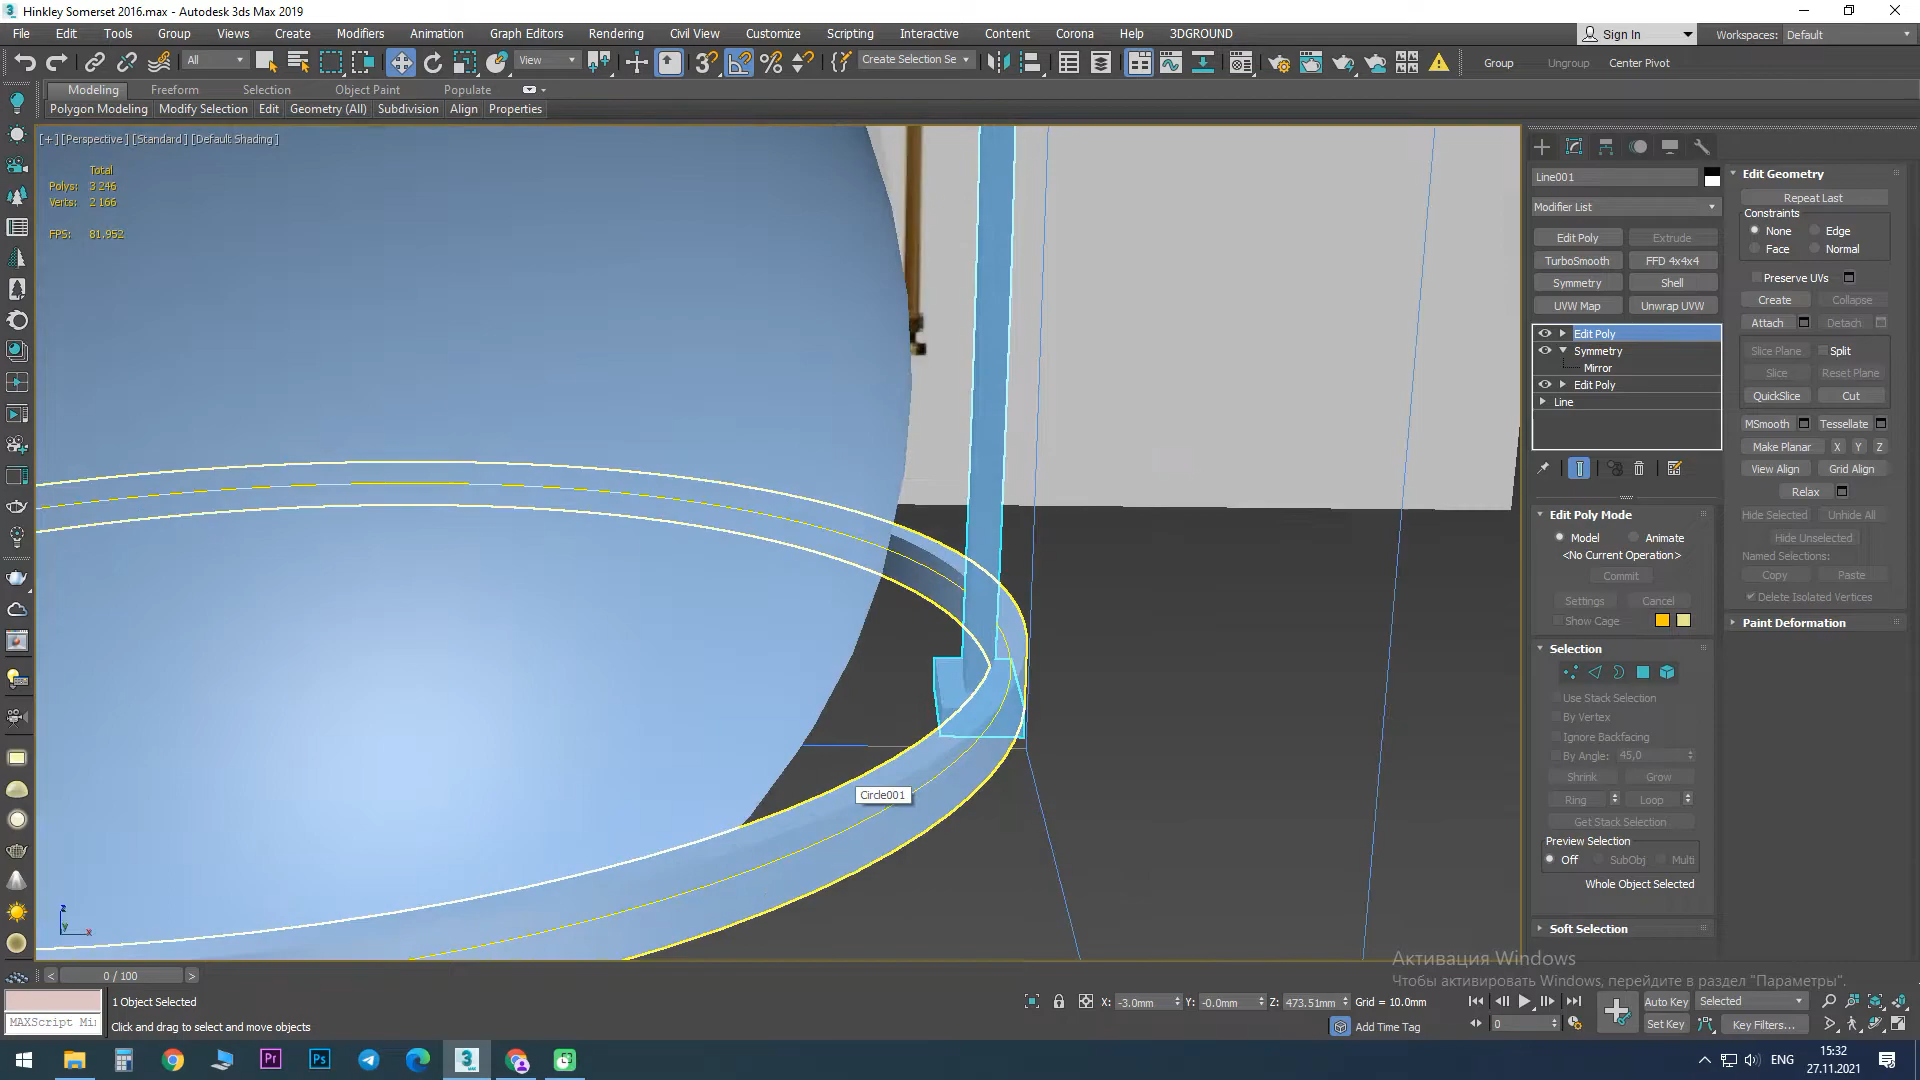 Hinkley Somerset 2016.max - Autodesk 3ds Max 2019
File Edit Tools Group Views Create Modifiers Animation Graph Editors Rendering Civil View Customize Scripting Interactive Content Corona Help 3DGROUND
Sign In Workspaces: Default
All View Create Selection Se Group Ungroup Center Pivot
Modeling Freeform Selection Object Paint Populate
Polygon Modeling Modify Selection Edit Geometry (All) Subdivision Align Properties
[+] [Perspective] [Standard] [Default Shading]
Total
Polys: 3 246
Verts: 2 166
FPS: 81.952
Circle001
z
y
x
Line001
Modifier List
Edit Poly Extrude
TurboSmooth FFD 4x4x4
Symmetry Shell
UVW Map Unwrap UVW
Edit Poly
Symmetry
Mirror
Edit Poly
Line
Edit Poly Mode
Model Animate
<No Current Operation>
Commit
Settings Cancel
Show Cage
Selection
Use Stack Selection
By Vertex
Ignore Backfacing
By Angle: 45,0
Shrink Grow
Ring Loop
Get Stack Selection
Preview Selection
Off SubObj Multi
Whole Object Selected
Soft Selection
Edit Geometry
Repeat Last
Constraints
None Edge
Face Normal
Preserve UVs
Create Collapse
Attach Detach
Slice Plane Split
Slice Reset Plane
QuickSlice Cut
MSmooth Tessellate
Make Planar X Y Z
View Align Grid Align
Relax
Hide Selected Unhide All
Hide Unselected
Named Selections:
Copy Paste
Delete Isolated Vertices
Paint Deformation
Активация Windows
Чтобы активировать Windows, перейдите в раздел "Параметры".
< 0 / 100 >
1 Object Selected X: -3.0mm Y: -0.0mm Z: 473.51mm Grid = 10.0mm Auto Key Selected
MAXScript Mi Click and drag to select and move objects Add Time Tag 0 Set Key Key Filters...
ENG
15:32
27.11.2021